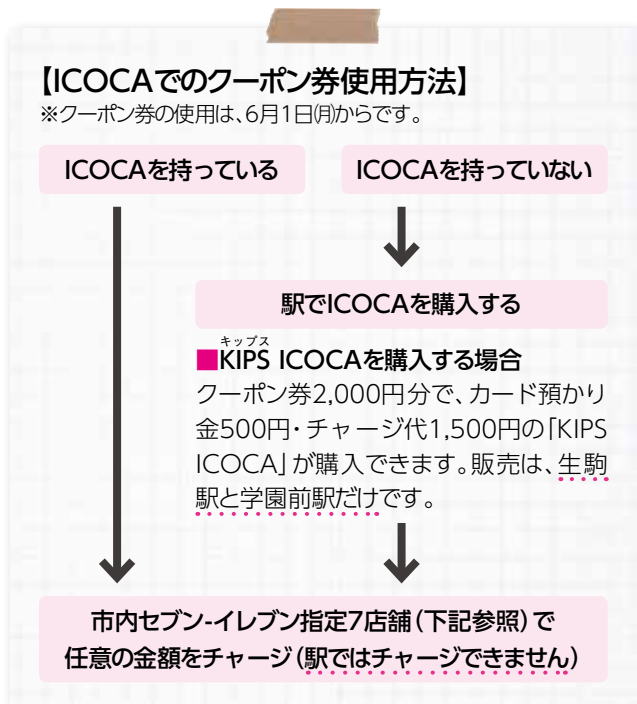 【ICOCAでのクーポン券使用方法】
※クーポン券の使用は、6月1日㈪からです。
ICOCAを持っている
ICOCAを持っていない
駅でICOCAを購入する
キップス
■KIPS ICOCAを購入する場合
クーポン券2,000円分で、カード預かり
金500円・チャージ代1,500円の「KIPS
ICOCA」が購入できます。販売は、生駒
駅と学園前駅だけです。
市内セブン-イレブン指定7店舗（下記参照）で
任意の金額をチャージ（駅ではチャージできません）